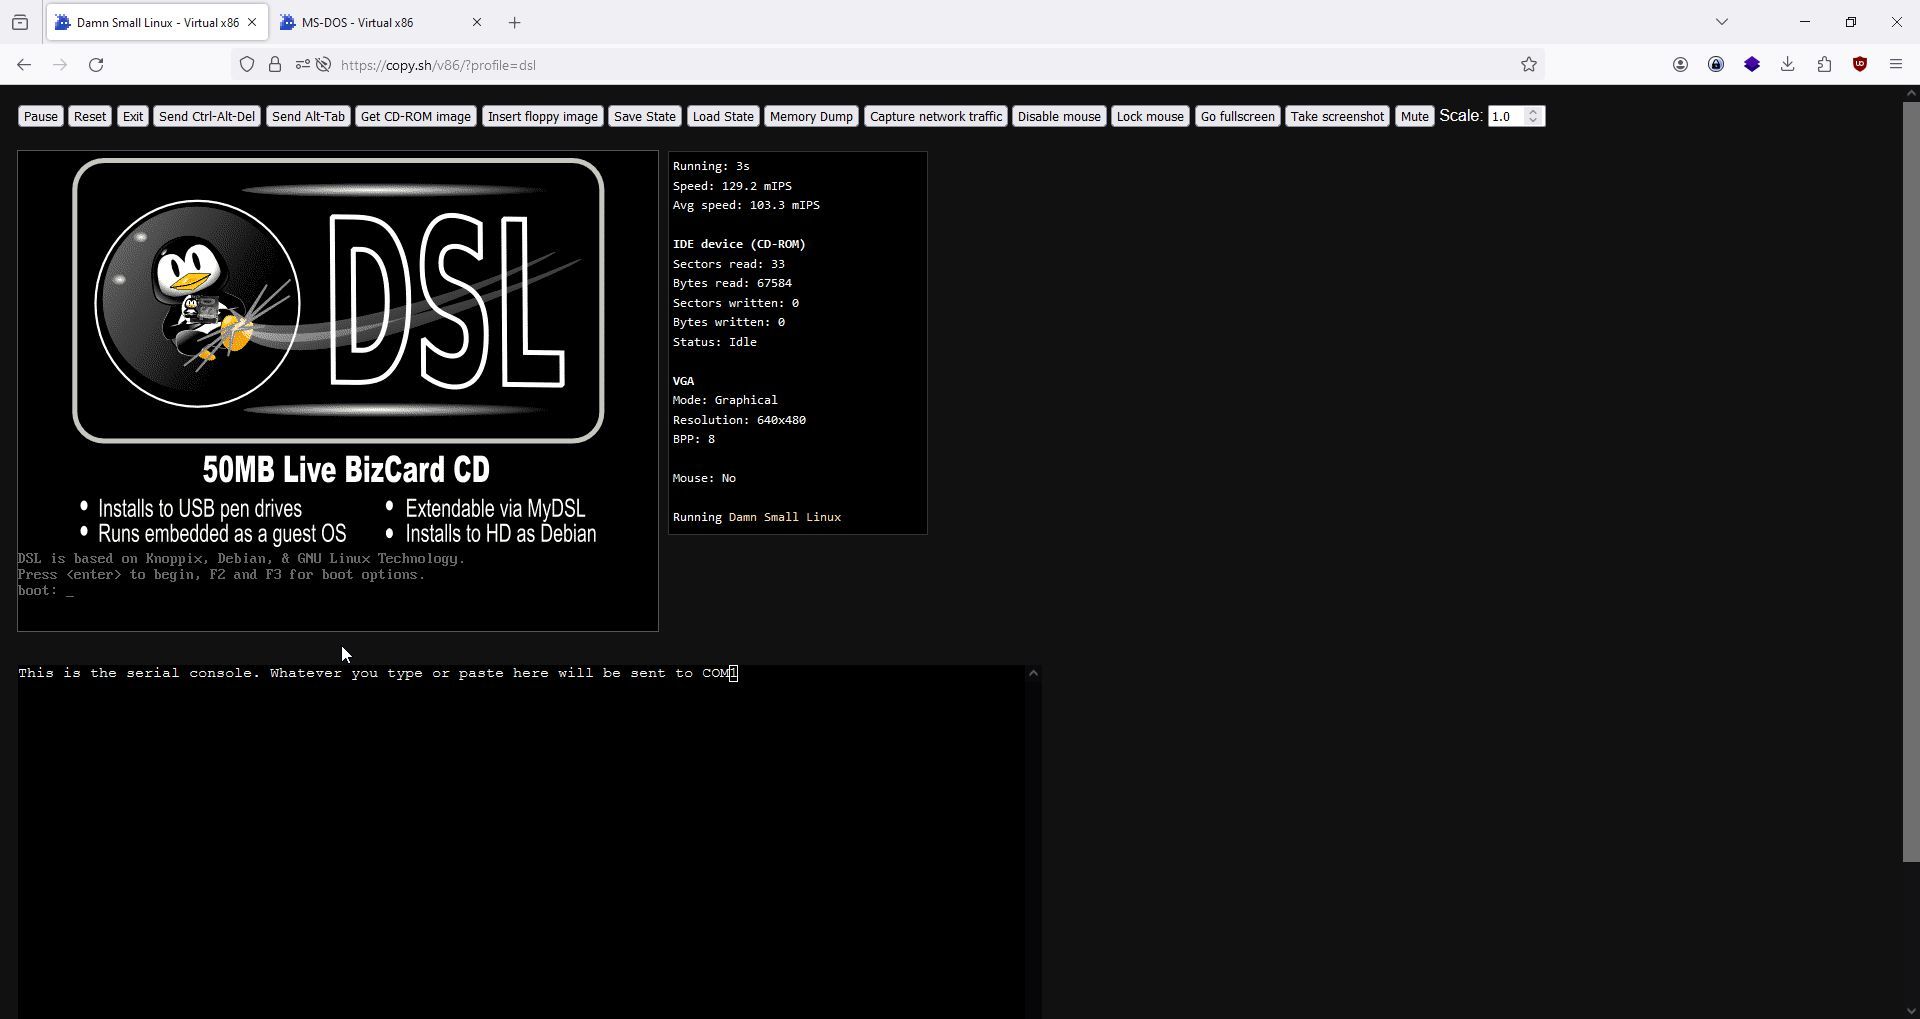 Damn Small Linux - Virtual x86
MS-DOS - Virtual x86
https://copy.sh/v86/?profile=dsl
Pause Reset Exit Send Ctrl-Alt-Del Send Alt-Tab Get CD-ROM image Insert floppy image Save State Load State Memory Dump Capture network traffic Disable mouse Lock mouse Go fullscreen Take screenshot Mute Scale: 1.0
DSL
50MB Live BizCard CD
• Installs to USB pen drives
• Extendable via MyDSL
• Runs embedded as a guest OS
• Installs to HD as Debian
DSL is based on Knoppix, Debian, & GNU Linux Technology.
Press <enter> to begin, F2 and F3 for boot options.
boot: _
Running: 3s
Speed: 129.2 mIPS
Avg speed: 103.3 mIPS
IDE device (CD-ROM)
Sectors read: 33
Bytes read: 67584
Sectors written: 0
Bytes written: 0
Status: Idle
VGA
Mode: Graphical
Resolution: 640x480
BPP: 8
Mouse: No
Running Damn Small Linux
This is the serial console. Whatever you type or paste here will be sent to COM1